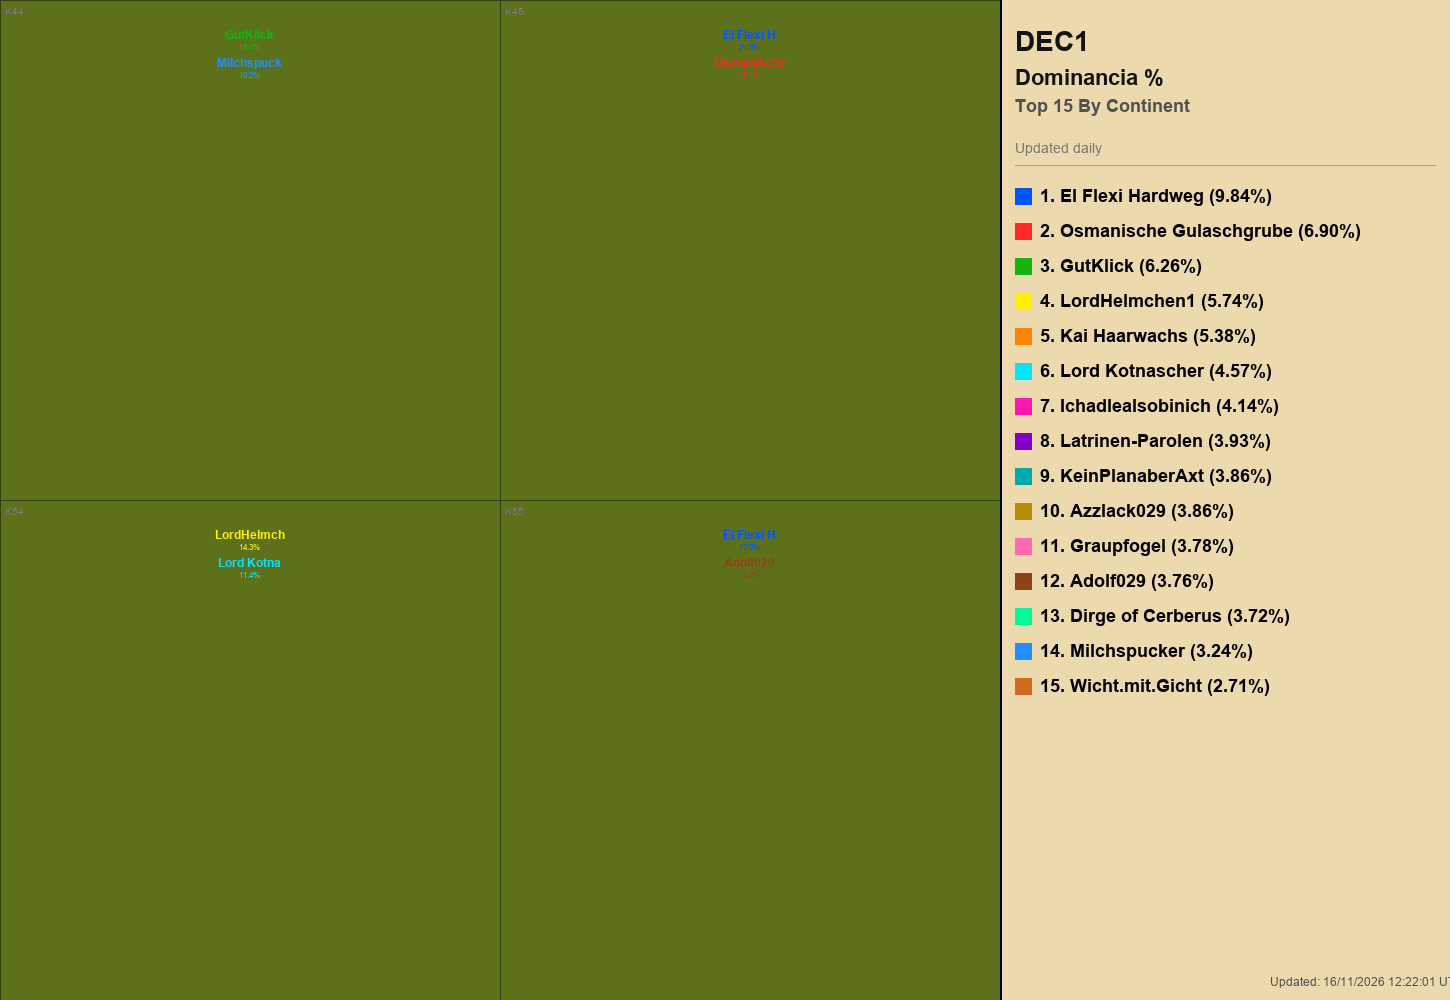 K44
GutKlick
Milchspuck
K45
El Flexi H
Osmanische
K54
LordHelmch
14.3%
Lord Kotna
11.4%
K55
El Flexi H
Adolf029
DEC1
Dominancia %
Top 15 By Continent
Updated daily
1. El Flexi Hardweg (9.84%)
2. Osmanische Gulaschgrube (6.90%)
3. GutKlick (6.26%)
4. LordHelmchen1 (5.74%)
5. Kai Haarwachs (5.38%)
6. Lord Kotnascher (4.57%)
7. Ichadlealsobinich (4.14%)
8. Latrinen-Parolen (3.93%)
9. KeinPlanaberAxt (3.86%)
10. Azzlack029 (3.86%)
11. Graupfogel (3.78%)
12. Adolf029 (3.76%)
13. Dirge of Cerberus (3.72%)
14. Milchspucker (3.24%)
15. Wicht.mit.Gicht (2.71%)
Updated: 16/11/2026 12:22:01